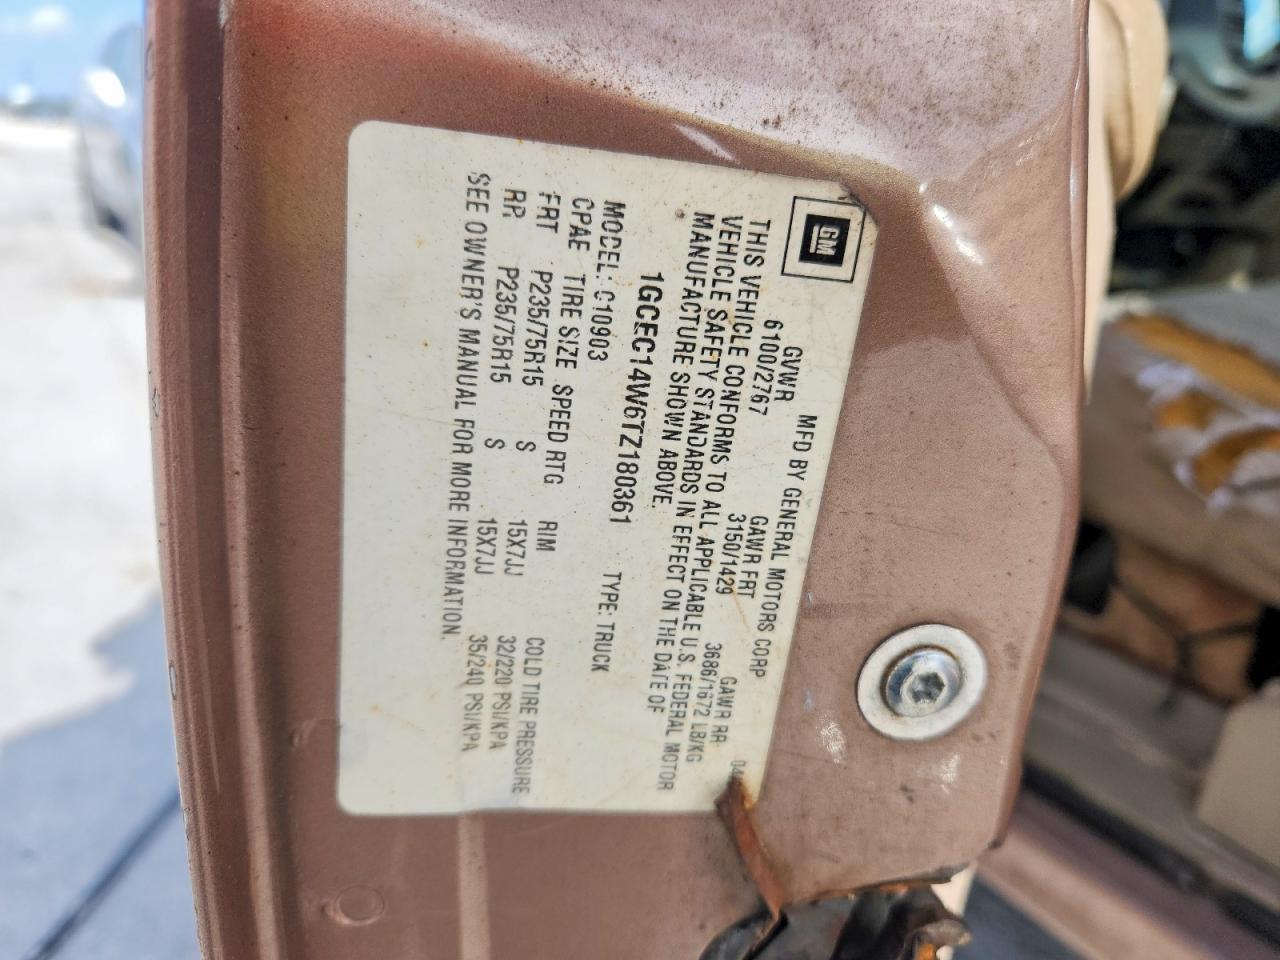 GM
MFD BY GENERAL MOTORS CORP
GVWR GAWR FRT GAWR RR
6100/2767 3150/1429 3686/1672 LB/KG
THIS VEHICLE CONFORMS TO ALL APPLICABLE U.S. FEDERAL MOTOR
VEHICLE SAFETY STANDARDS IN EFFECT ON THE DATE OF
MANUFACTURE SHOWN ABOVE.
1GCEC14W6TZ180361 TYPE: TRUCK
MODEL: C10903
CPAE TIRE SIZE SPEED RTG RIM COLD TIRE PRESSURE
FRT P235/75R15 S 15X7JJ 32/220 PSI/KPA
RR P235/75R15 S 15X7JJ 35/240 PSI/KPA
SEE OWNER'S MANUAL FOR MORE INFORMATION.